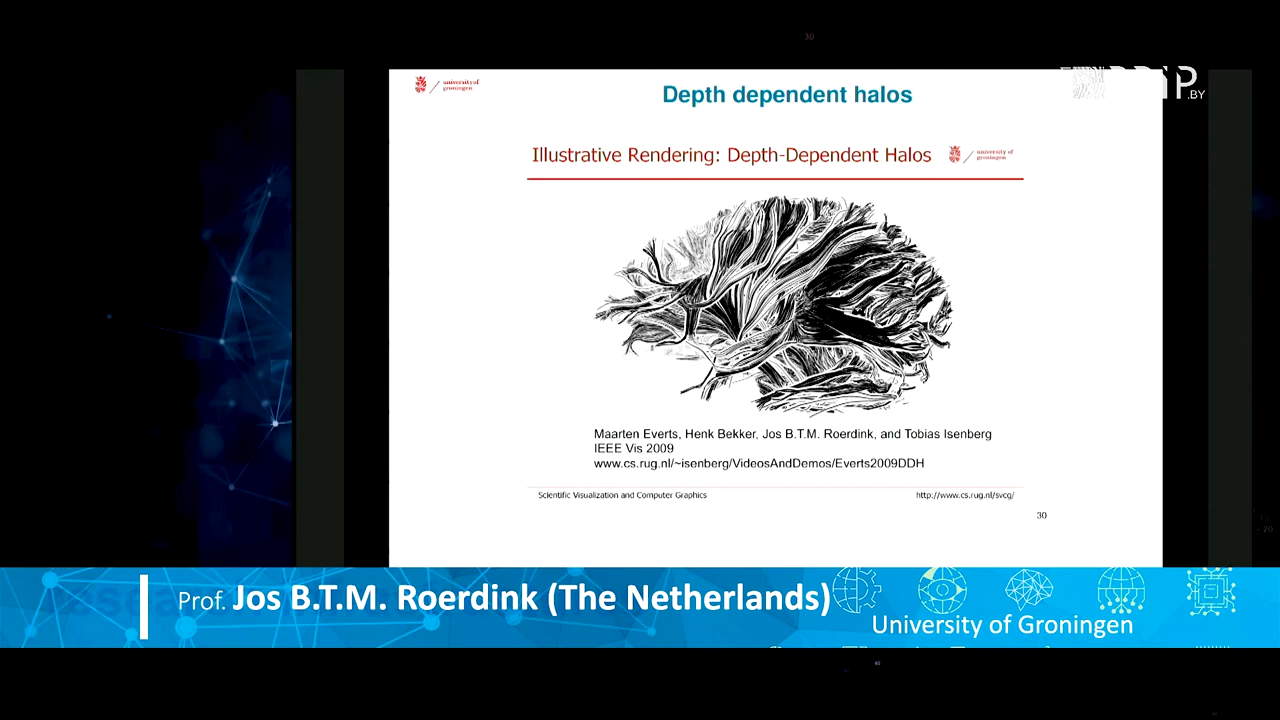 30
university of
groningen
Depth dependent halos
.BY
Illustrative Rendering: Depth-Dependent Halos
university of
groningen
Maarten Everts, Henk Bekker, Jos B.T.M. Roerdink, and Tobias Isenberg
IEEE Vis 2009
www.cs.rug.nl/~isenberg/VideosAndDemos/Everts2009DDH
Scientific Visualization and Computer Graphics
http://www.cs.rug.nl/svcg/
30
Prof. Jos B.T.M. Roerdink (The Netherlands)
University of Groningen